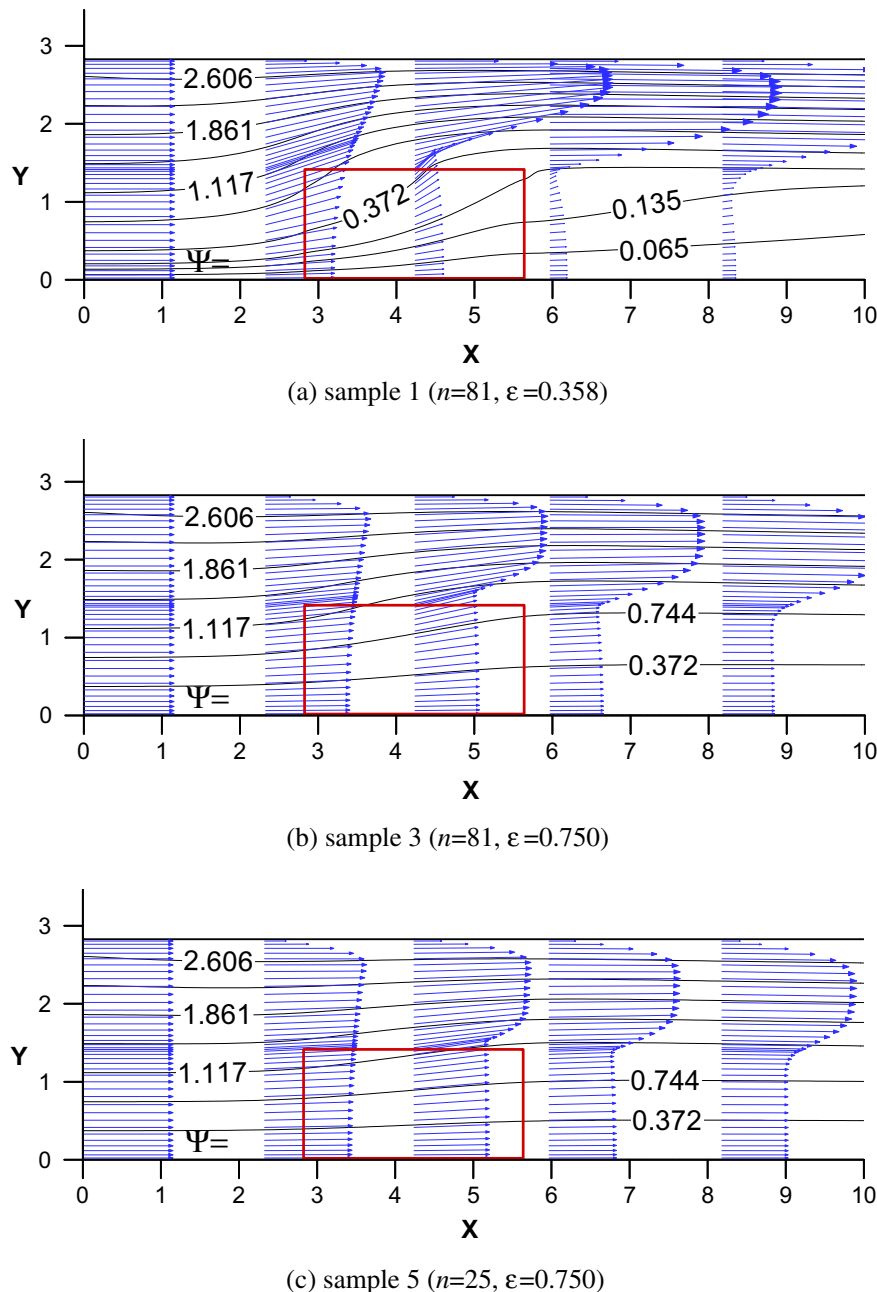 3
2.606
2
1.861
Y
1.117
1
0.372
0.135
0.065
Ψ=
0
0 1 2 3 4 5 6 7 8 9 10
X
(a) sample 1 (n=81, ε=0.358)
3
2.606
2
1.861
Y
1.117
1
0.744
0.372
Ψ=
0
0 1 2 3 4 5 6 7 8 9 10
X
(b) sample 3 (n=81, ε=0.750)
3
2.606
2
1.861
Y
1.117
1
0.744
0.372
Ψ=
0
0 1 2 3 4 5 6 7 8 9 10
X
(c) sample 5 (n=25, ε=0.750)